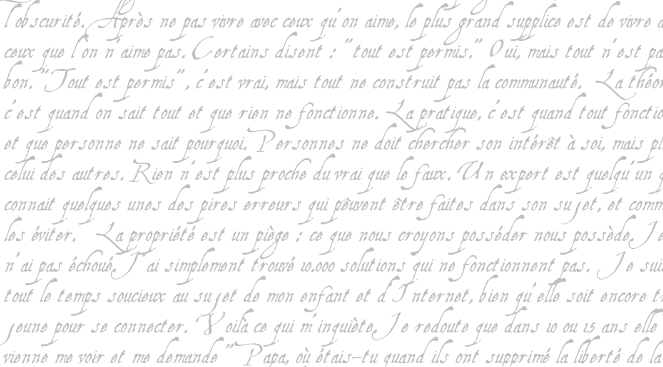 l'obscurité. Après ne pas vivre avec ceux qu'on aime, le plus grand supplice est de vivre a
ceux que l'on n'aime pas. Certains disent : "tout est permis." Oui, mais tout n'est pa
bon. "Tout est permis", c'est vrai, mais tout ne construit pas la communauté. La théor
c'est quand on sait tout et que rien ne fonctionne. La pratique, c'est quand tout fonctio
et que personne ne sait pourquoi. Personnes ne doit chercher son intérêt à soi, mais pl
celui des autres. Rien n'est plus proche du vrai que le faux. Un expert est quelqu'un q
connait quelques unes des pires erreurs qui peuvent être faites dans son sujet, et comm
les éviter. La propriété est un piège : ce que nous croyons posséder nous possède. Je
n'ai pas échoué. J'ai simplement trouvé 10.000 solutions qui ne fonctionnent pas. Je sui
tout le temps soucieux au sujet de mon enfant et d'Internet, bien qu'elle soit encore t
jeune pour se connecter. Voilà ce qui m'inquiète. Je redoute que dans 10 ou 15 ans elle
vienne me voir et me demande "Papa, où étais-tu quand ils ont supprimé la liberté de la